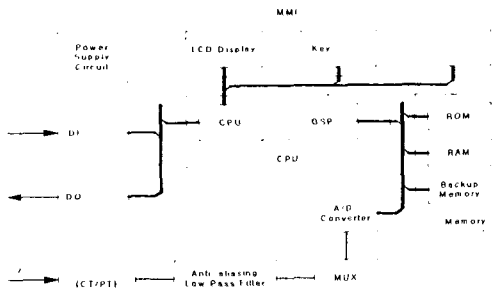 MMI
Power
Supply
Circuit
LCD Display
Key
DI
CPU
DSP
ROM
CPU
RAM
DO
Backup
Memory
A/D
Converter
Memory
(CT/PT)
Anti aliasing
Low Pass Filter
MUX